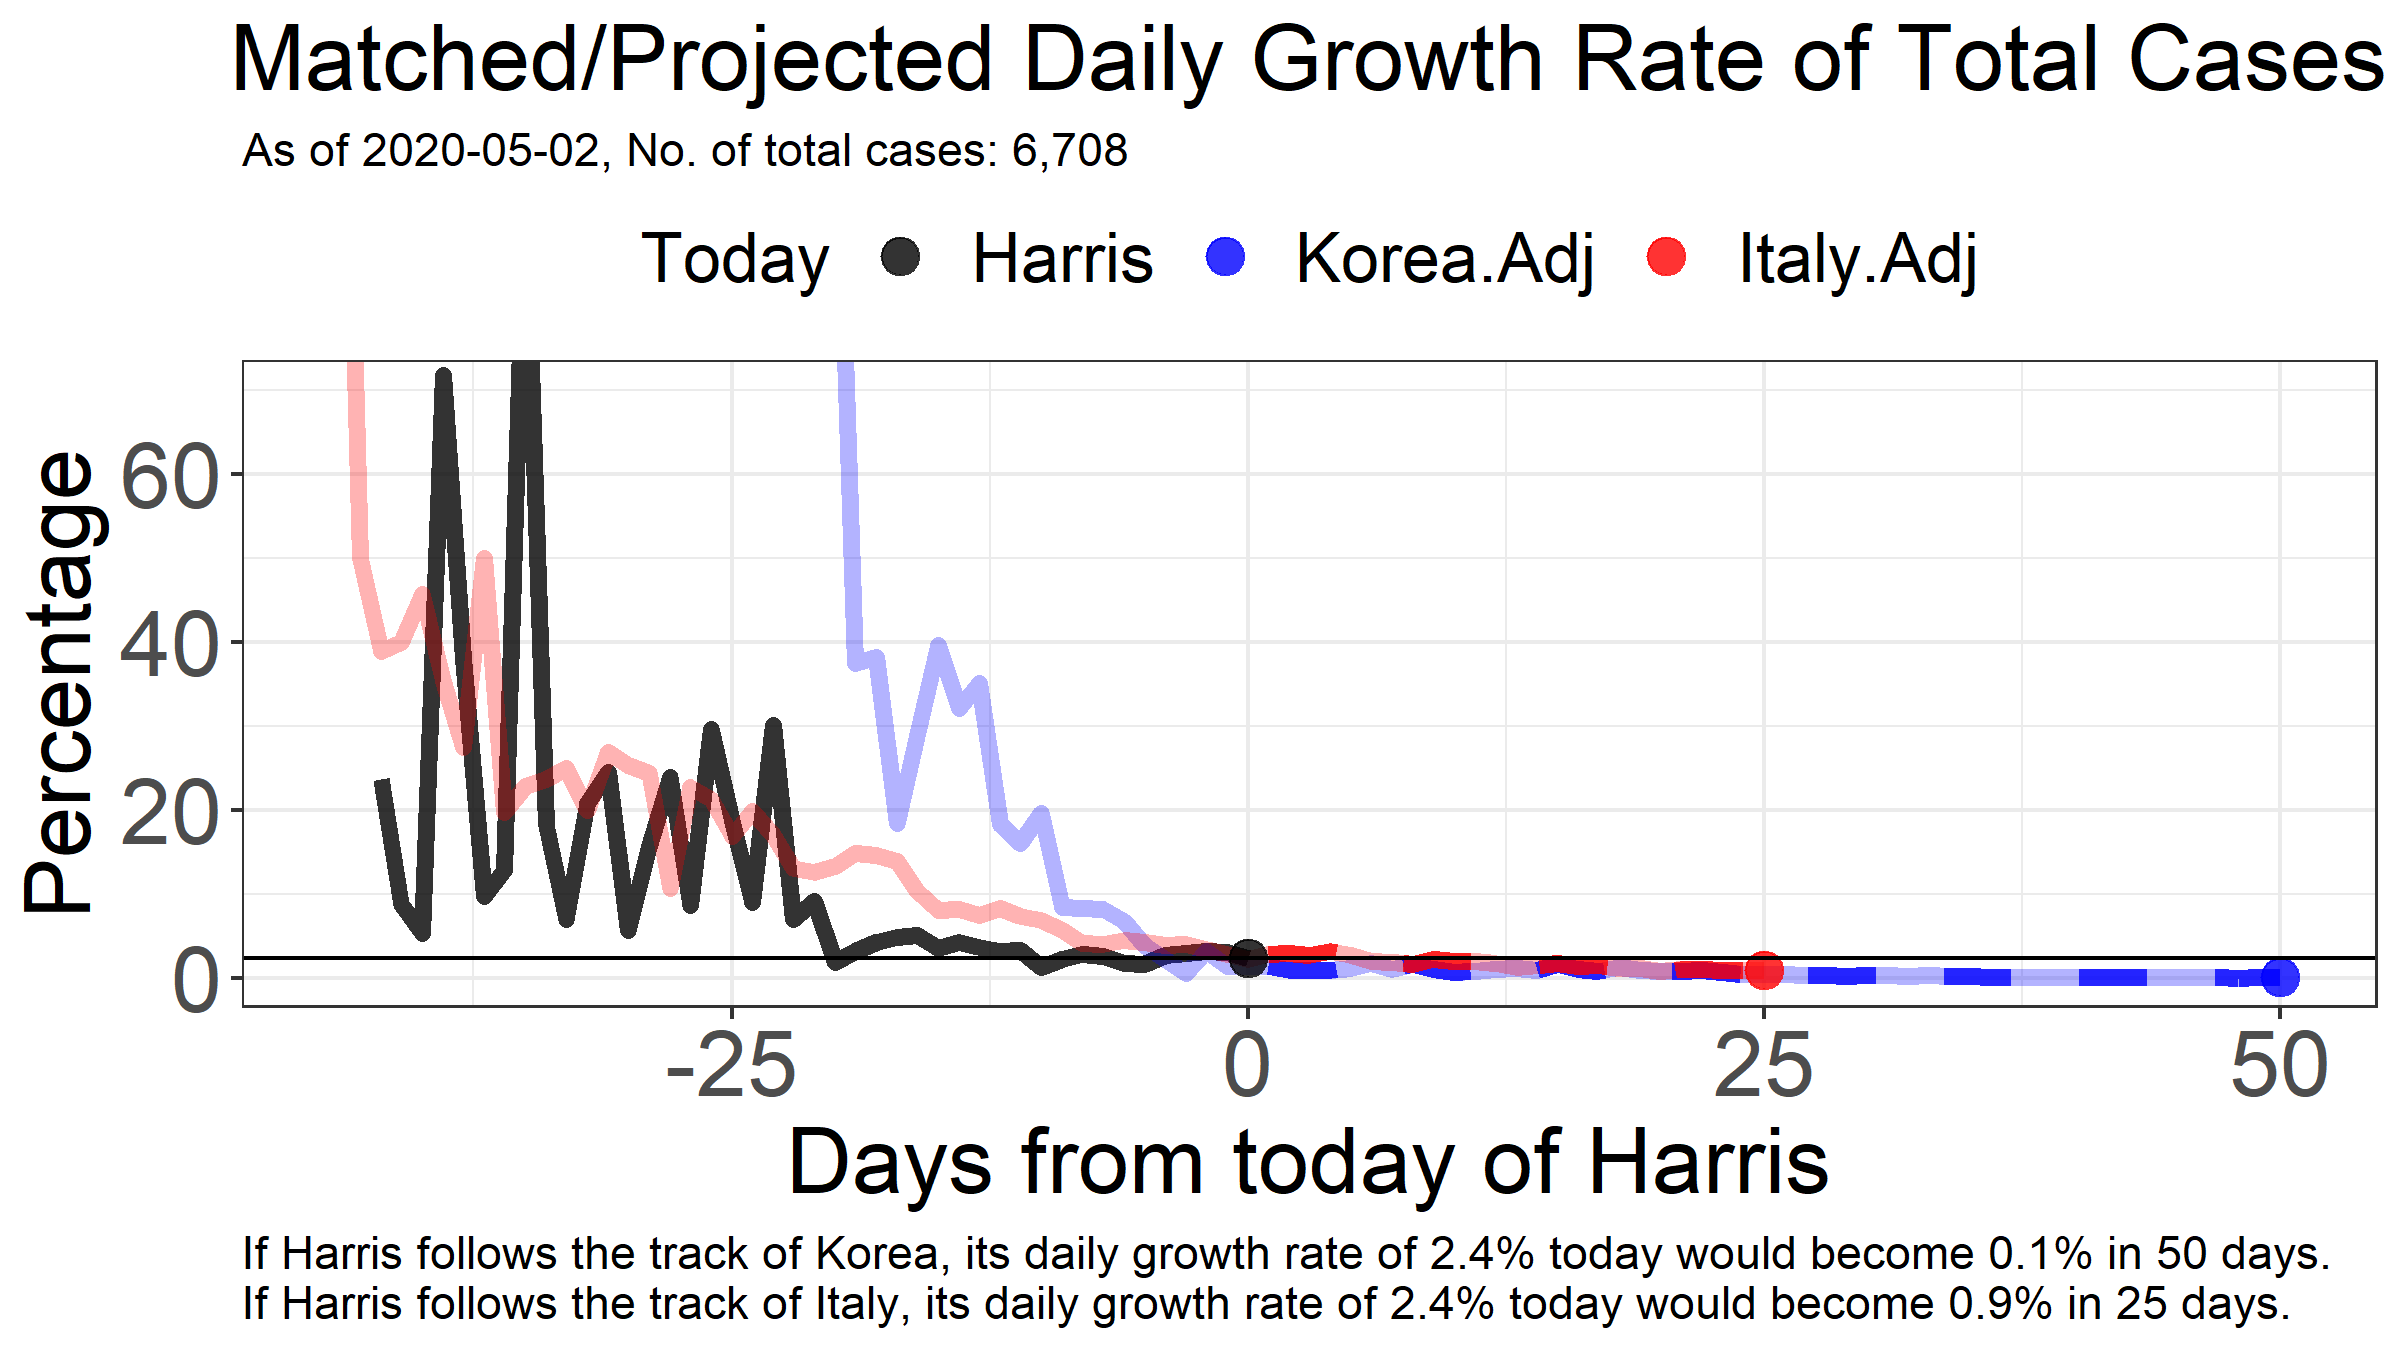 Matched/Projected Daily Growth Rate of Total Cases
As of 2020-05-02, No. of total cases: 6,708
Today Harris Korea.Adj Italy.Adj
Percentage
60
40
20
0
-25 0 25 50
Days from today of Harris
If Harris follows the track of Korea, its daily growth rate of 2.4% today would become 0.1% in 50 days.
If Harris follows the track of Italy, its daily growth rate of 2.4% today would become 0.9% in 25 days.